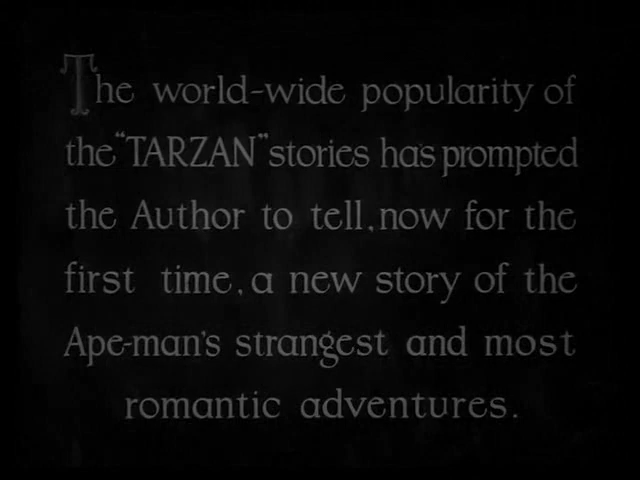 The world-wide popularity of
the "TARZAN" stories has prompted
the Author to tell, now for the
first time, a new story of the
Ape-man's strangest and most
romantic adventures.